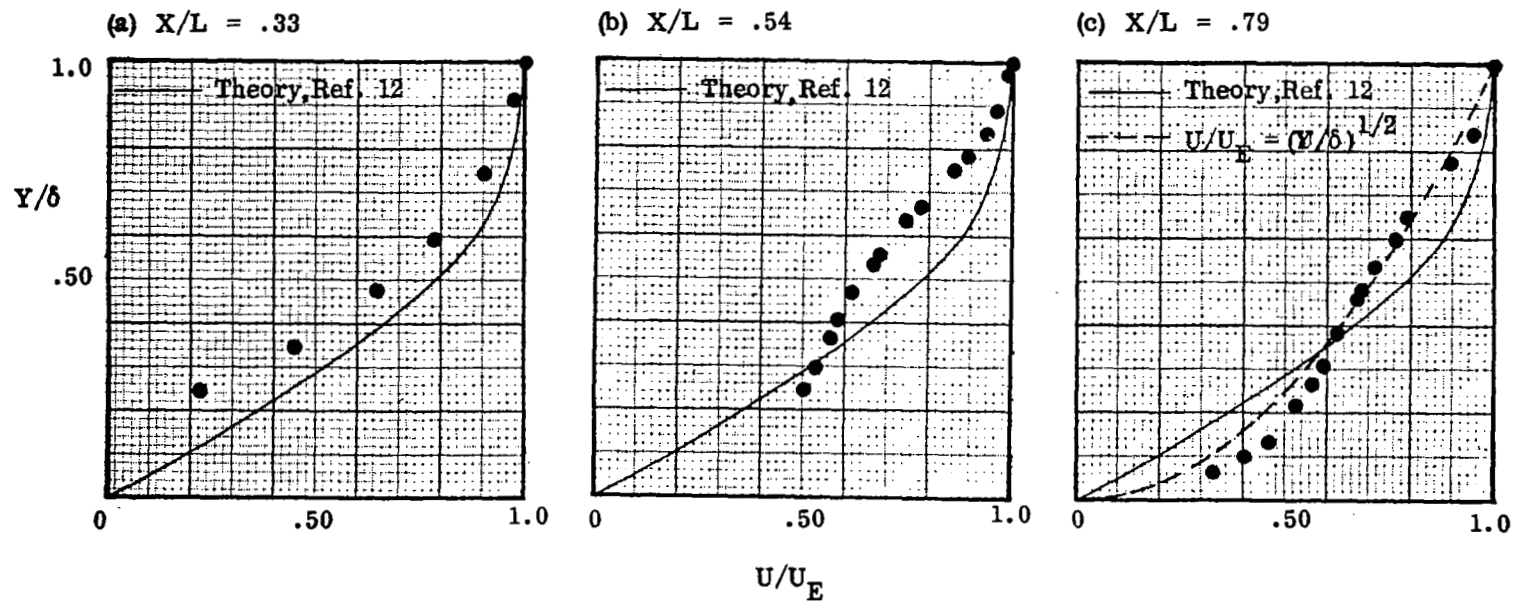 (a) X/L = .33
(b) X/L = .54
(c) X/L = .79
1.0
Theory, Ref. 12
Theory, Ref. 12
Theory, Ref. 12
U/U_E = (Y/δ)^1/2
Y/δ
.50
0 .50 1.0
0 .50 1.0
0 .50 1.0
U/U_E